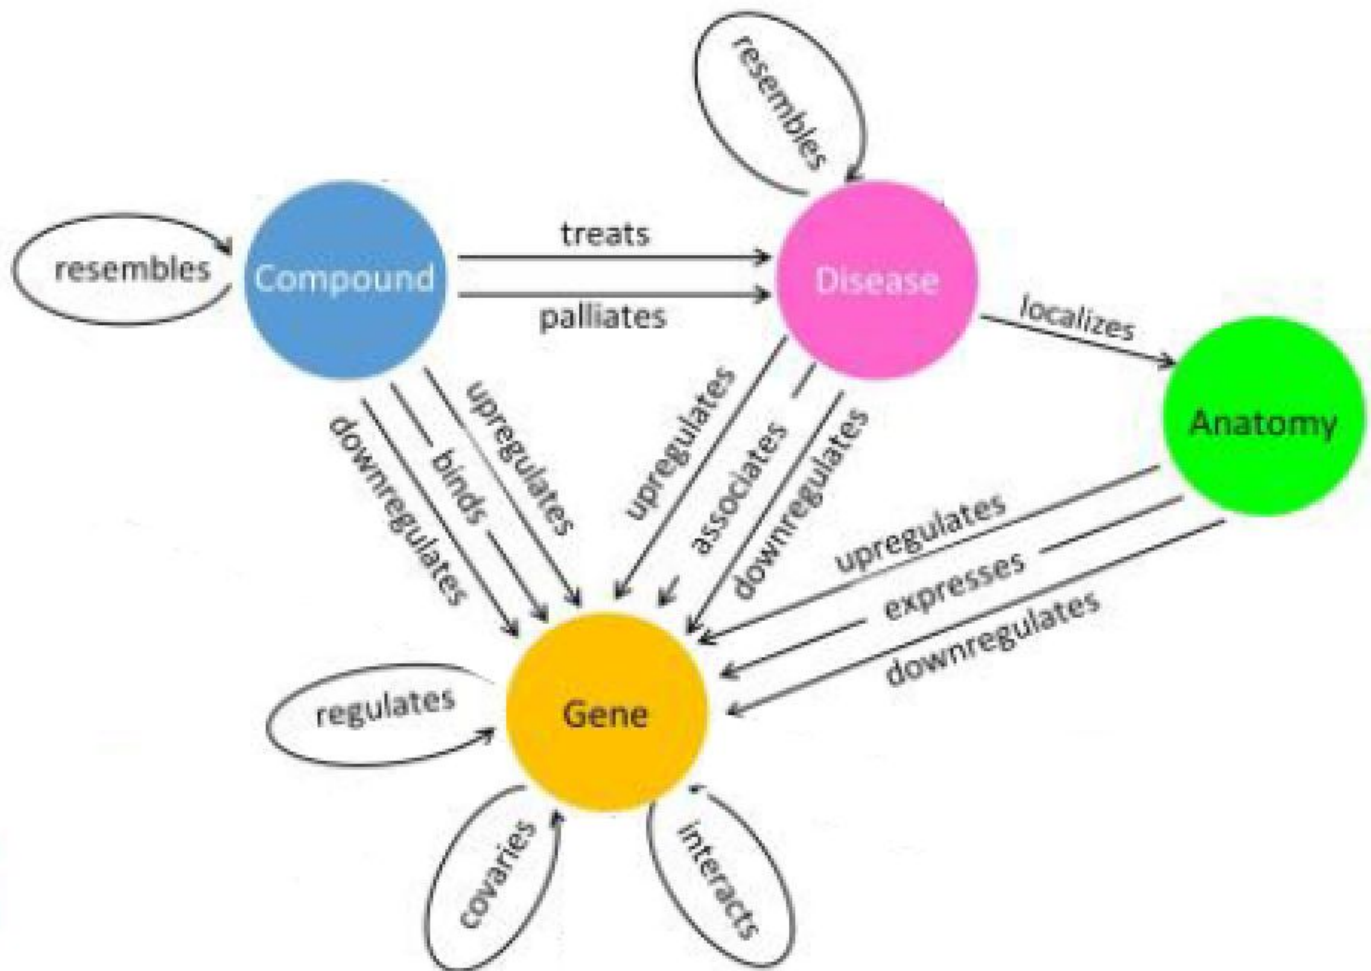 resembles
resembles
Compound
treats
palliates
Disease
localizes
Anatomy
downregulates
binds
upregulates
upregulates
associates
downregulates
upregulates
expresses
downregulates
regulates
Gene
covaries
interacts